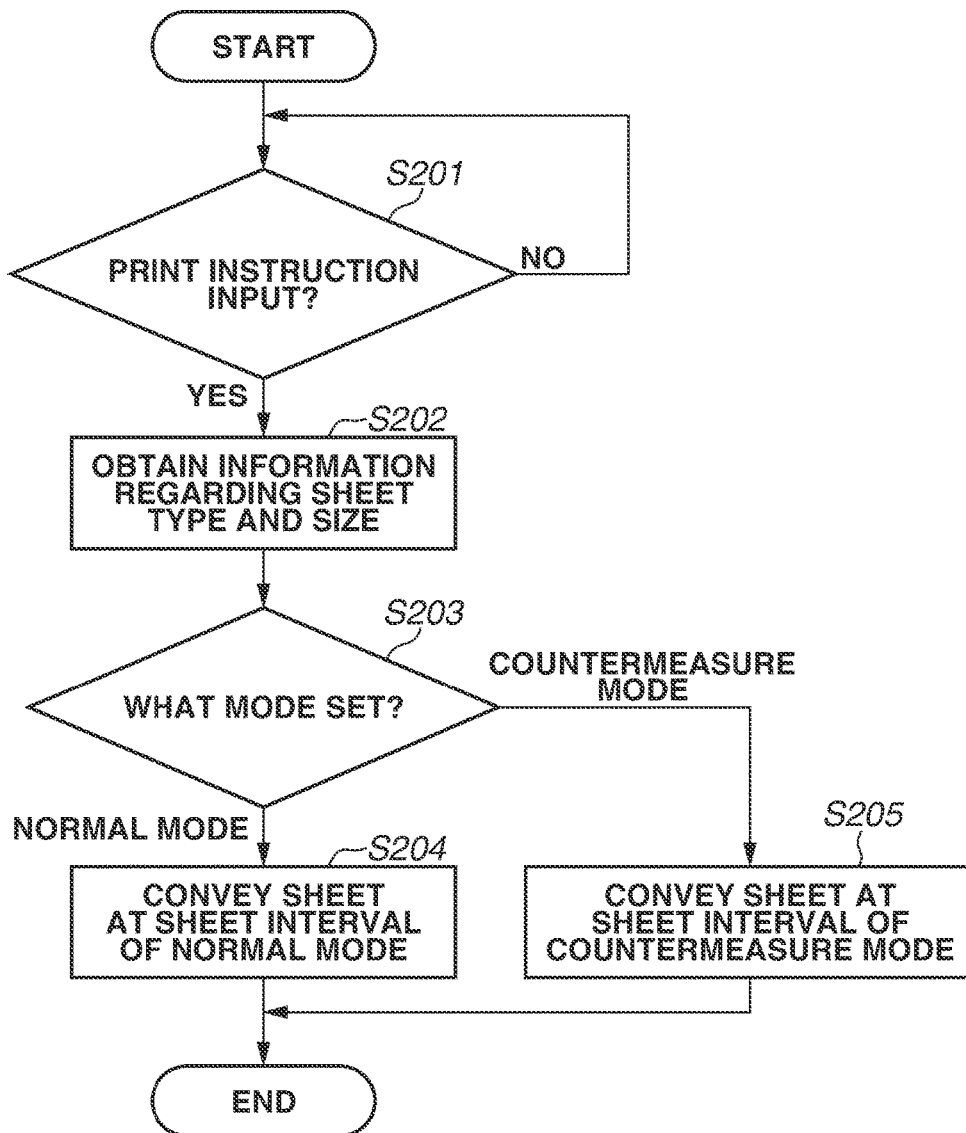 START
S201
PRINT INSTRUCTION
INPUT?
NO
YES
S202
OBTAIN INFORMATION
REGARDING SHEET
TYPE AND SIZE
S203
WHAT MODE SET?
COUNTERMEASURE
MODE
NORMAL MODE
S204
CONVEY SHEET
AT SHEET INTERVAL
OF NORMAL MODE
S205
CONVEY SHEET AT
SHEET INTERVAL OF
COUNTERMEASURE MODE
END